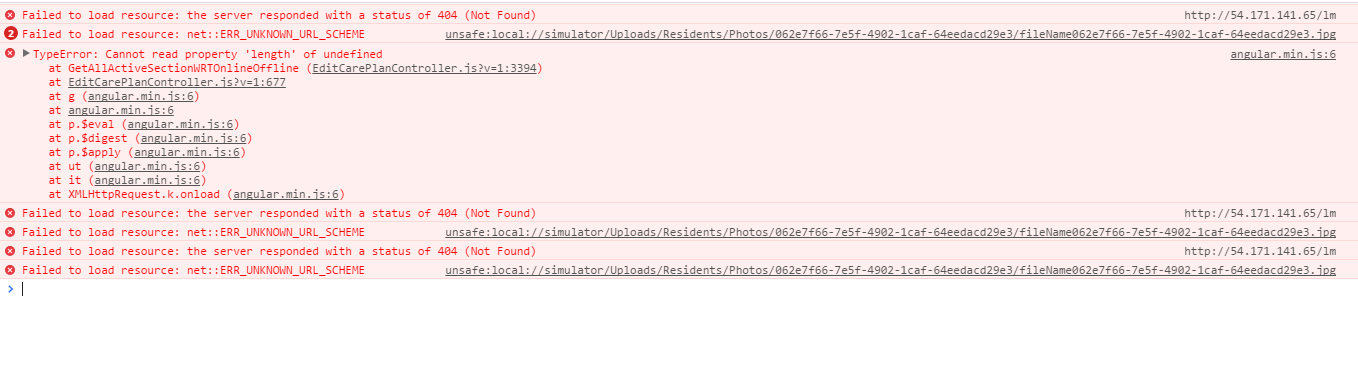 Failed to load resource: the server responded with a status of 404 (Not Found) http://54.171.141.65/lm
2 Failed to load resource: net::ERR_UNKNOWN_URL_SCHEME unsafe:local://simulator/Uploads/Residents/Photos/062e7f66-7e5f-4902-1caf-64eedacd29e3/fileName062e7f66-7e5f-4902-1caf-64eedacd29e3.jpg
TypeError: Cannot read property 'length' of undefined angular.min.js:6
at GetAllActiveSectionWRTOnlineOffline (EditCarePlanController.js?v=1:3394)
at EditCarePlanController.js?v=1:677
at g (angular.min.js:6)
at angular.min.js:6
at p.$eval (angular.min.js:6)
at p.$digest (angular.min.js:6)
at p.$apply (angular.min.js:6)
at ut (angular.min.js:6)
at it (angular.min.js:6)
at XMLHttpRequest.k.onload (angular.min.js:6)
Failed to load resource: the server responded with a status of 404 (Not Found) http://54.171.141.65/lm
Failed to load resource: net::ERR_UNKNOWN_URL_SCHEME unsafe:local://simulator/Uploads/Residents/Photos/062e7f66-7e5f-4902-1caf-64eedacd29e3/fileName062e7f66-7e5f-4902-1caf-64eedacd29e3.jpg
Failed to load resource: the server responded with a status of 404 (Not Found) http://54.171.141.65/lm
Failed to load resource: net::ERR_UNKNOWN_URL_SCHEME unsafe:local://simulator/Uploads/Residents/Photos/062e7f66-7e5f-4902-1caf-64eedacd29e3/fileName062e7f66-7e5f-4902-1caf-64eedacd29e3.jpg